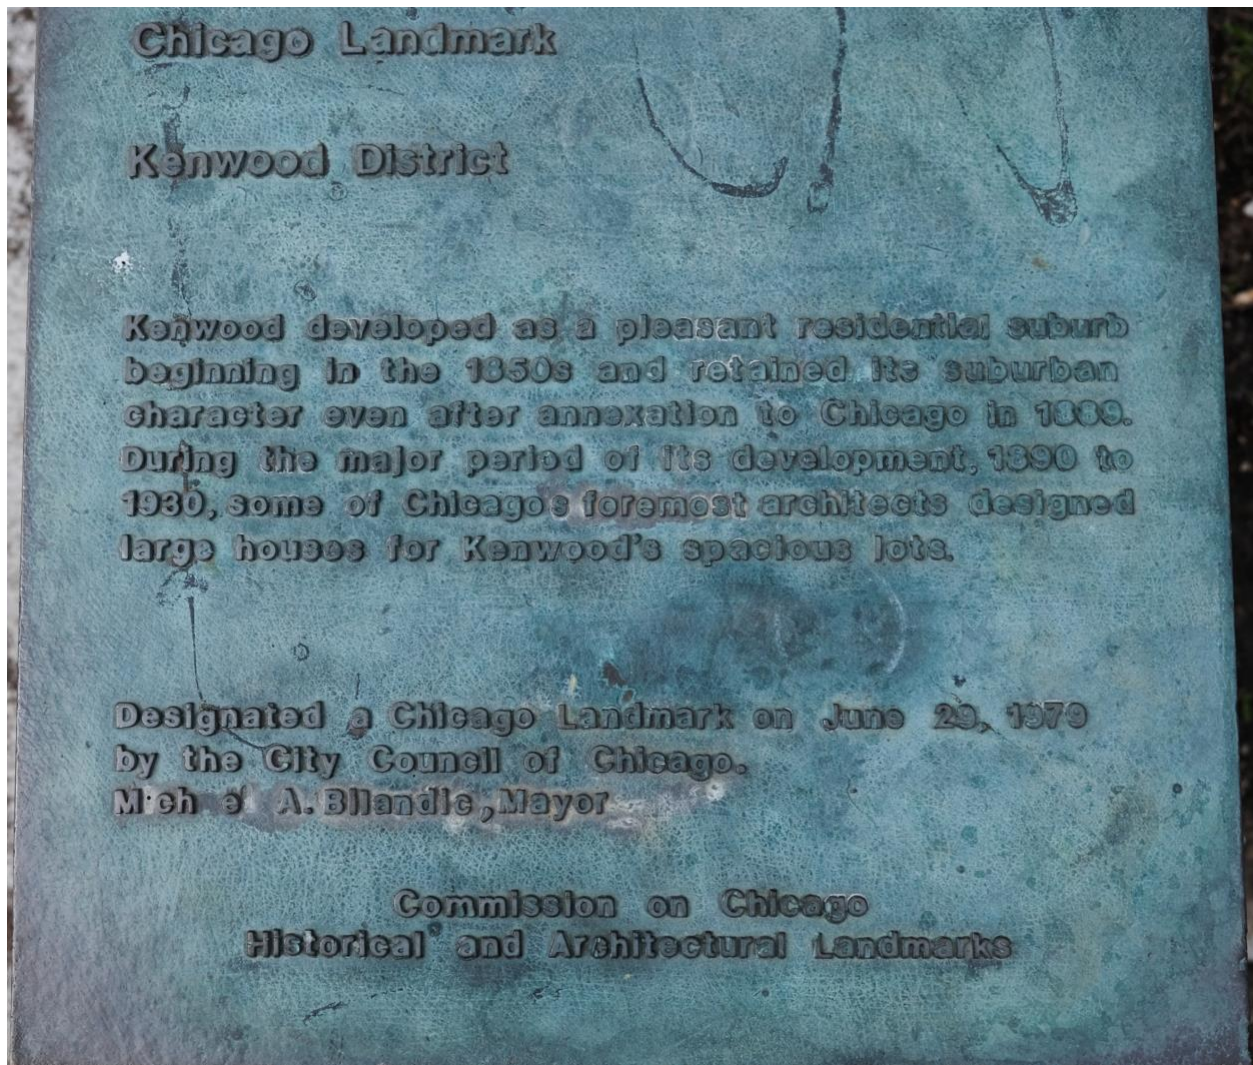 Chicago Landmark
Kenwood District
Kenwood developed as a pleasant residential suburb
beginning in the 1850s and retained its suburban
character even after annexation to Chicago in 1889.
During the major period of its development, 1890 to
1930, some of Chicago's foremost architects designed
large houses for Kenwood's spacious lots.
Designated a Chicago Landmark on June 29, 1979
by the City Council of Chicago.
A. Bilandic, Mayor
Commission on Chicago
Historical and Architectural Landmarks